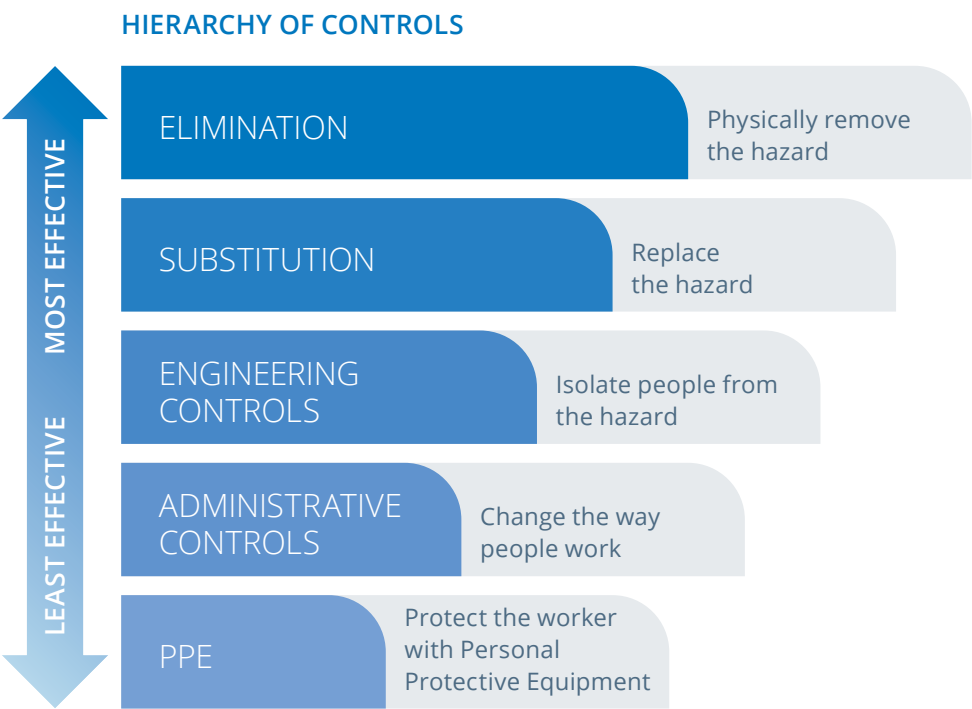 HIERARCHY OF CONTROLS
MOST EFFECTIVE
LEAST EFFECTIVE
ELIMINATION
Physically remove
the hazard
SUBSTITUTION
Replace
the hazard
ENGINEERING
CONTROLS
Isolate people from
the hazard
ADMINISTRATIVE
CONTROLS
Change the way
people work
PPE
Protect the worker
with Personal
Protective Equipment